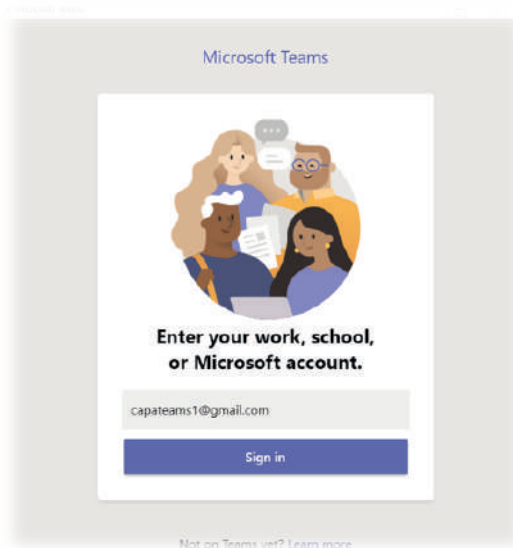 Microsoft Teams
Enter your work, school,
or Microsoft account.
capateams1@gmail.com
Sign in
Not on Teams yet? Learn more